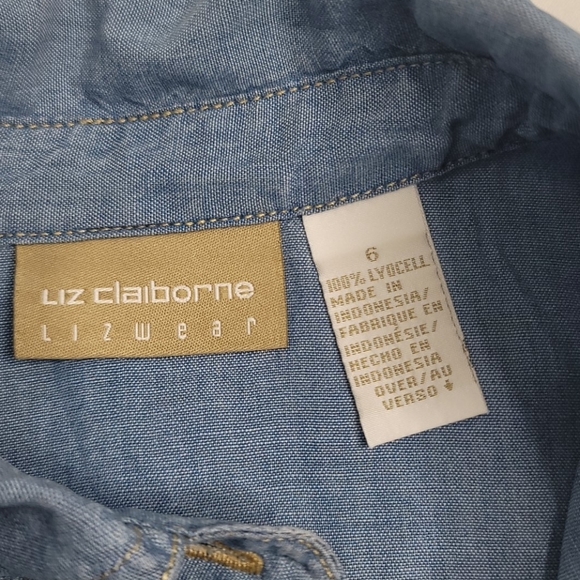 Liz claiborne
Lizwear
6
100% LYOCELL
MADE IN
INDONESIA/
FABRIQUE EN
INDONÉSIE/
HECHO EN
INDONESIA
OVER/AU
VERSO ↓